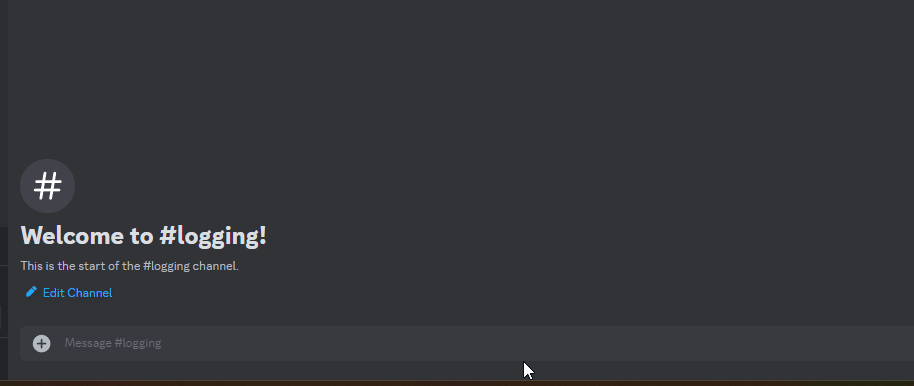 #
Welcome to #logging!
This is the start of the #logging channel.
Edit Channel
Message #logging